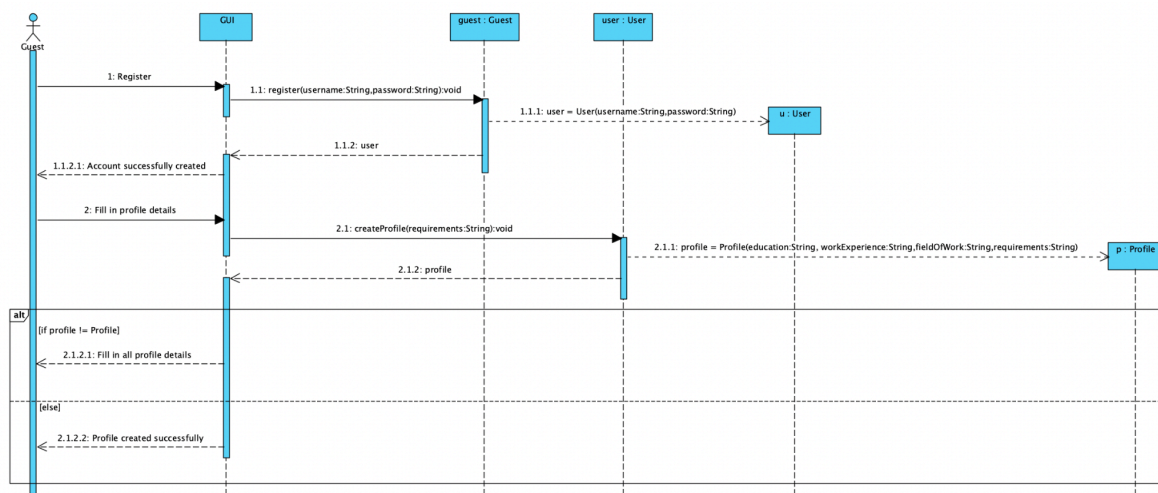 Guest
GUI
guest : Guest
user : User
1: Register
1.1: register(username:String,password:String):void
1.1.1: user = User(username:String,password:String)
u : User
1.1.2: user
1.1.2.1: Account successfully created
2: Fill in profile details
2.1: createProfile(requirements:String):void
2.1.1: profile = Profile(education:String, workExperience:String,fieldOfWork:String,requirements:String)
p : Profile
2.1.2: profile
alt
[if profile != Profile]
2.1.2.1: Fill in all profile details
[else]
2.1.2.2: Profile created successfully